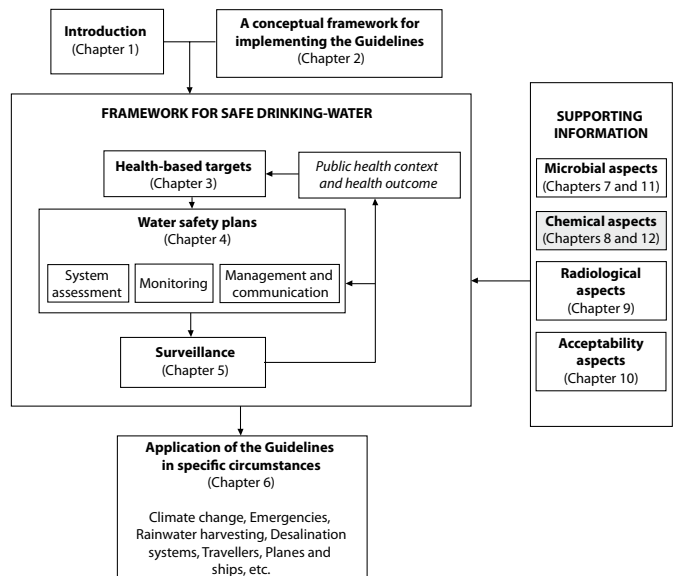 Introduction
(Chapter 1)
A conceptual framework for
implementing the Guidelines
(Chapter 2)
FRAMEWORK FOR SAFE DRINKING-WATER
Health-based targets
(Chapter 3)
Public health context
and health outcome
Water safety plans
(Chapter 4)
System
assessment
Monitoring
Management and
communication
Surveillance
(Chapter 5)
SUPPORTING
INFORMATION
Microbial aspects
(Chapters 7 and 11)
Chemical aspects
(Chapters 8 and 12)
Radiological
aspects
(Chapter 9)
Acceptability
aspects
(Chapter 10)
Application of the Guidelines
in specific circumstances
(Chapter 6)
Climate change, Emergencies,
Rainwater harvesting, Desalination
systems, Travellers, Planes and
ships, etc.